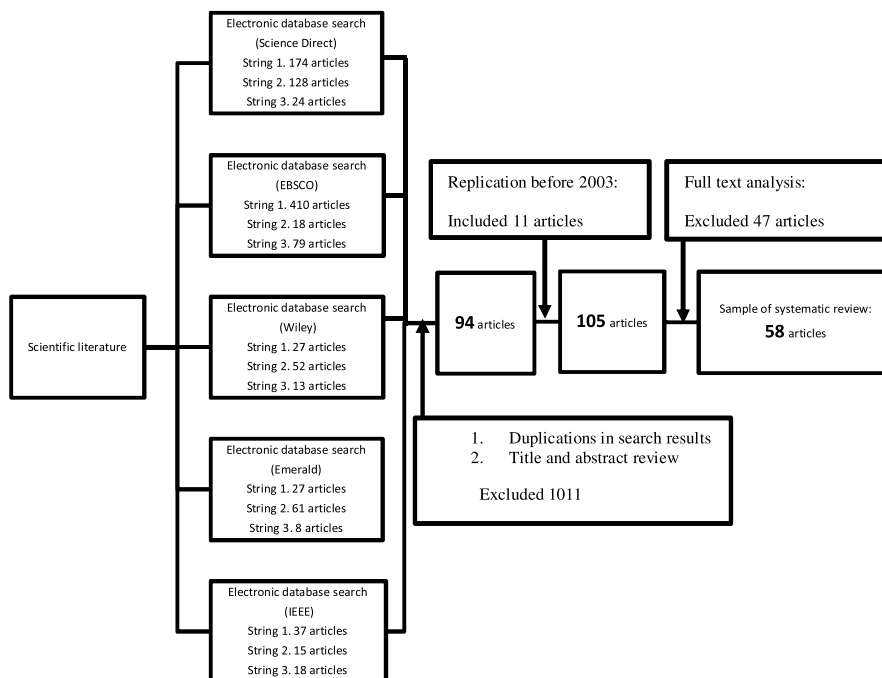 Scientific literature
Electronic database search
(Science Direct)
String 1. 174 articles
String 2. 128 articles
String 3. 24 articles
Electronic database search
(EBSCO)
String 1. 410 articles
String 2. 18 articles
String 3. 79 articles
Electronic database search
(Wiley)
String 1. 27 articles
String 2. 52 articles
String 3. 13 articles
Electronic database search
(Emerald)
String 1. 27 articles
String 2. 61 articles
String 3. 8 articles
Electronic database search
(IEEE)
String 1. 37 articles
String 2. 15 articles
String 3. 18 articles
1. Duplications in search results
2. Title and abstract review
Excluded 1011
94 articles
Replication before 2003:
Included 11 articles
105 articles
Full text analysis:
Excluded 47 articles
Sample of systematic review:
58 articles